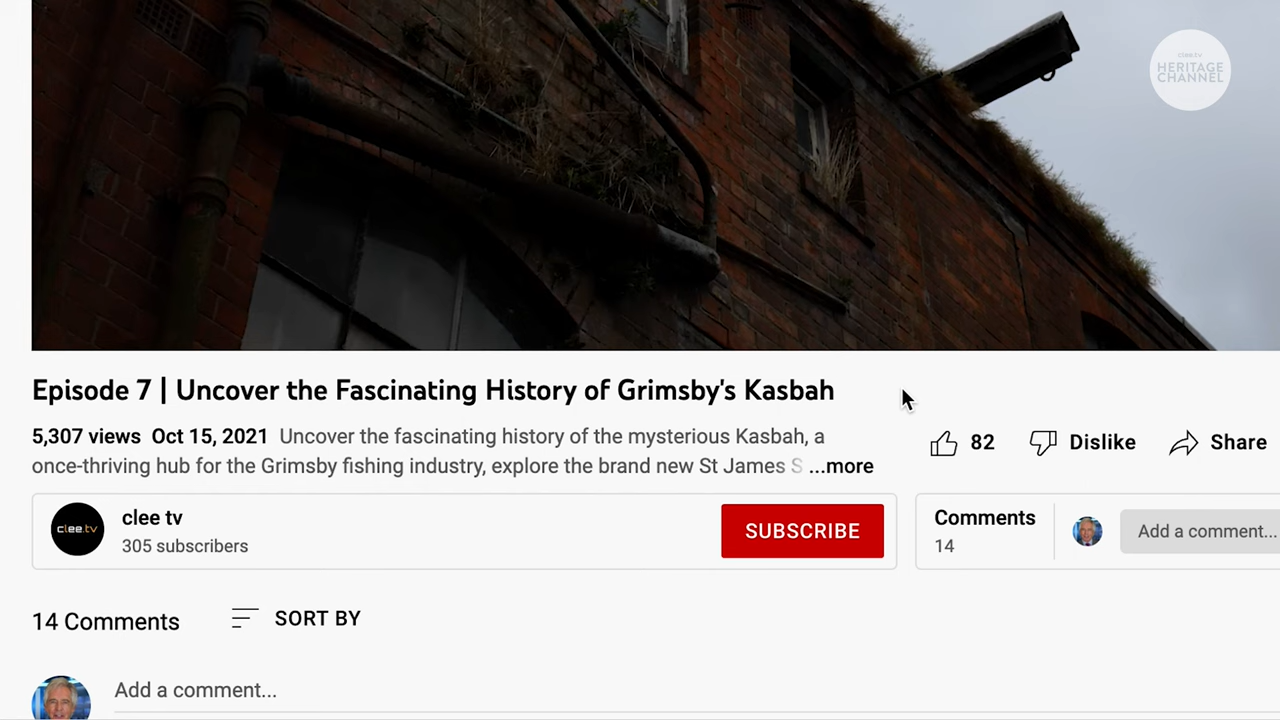 clee.tv
HERITAGE
CHANNEL
Episode 7 | Uncover the Fascinating History of Grimsby's Kasbah
5,307 views Oct 15, 2021 Uncover the fascinating history of the mysterious Kasbah, a
once-thriving hub for the Grimsby fishing industry, explore the brand new St James S ...more
82
Dislike
Share
clee.tv
clee tv
305 subscribers
SUBSCRIBE
Comments
14
Add a comment...
14 Comments
SORT BY
Add a comment...